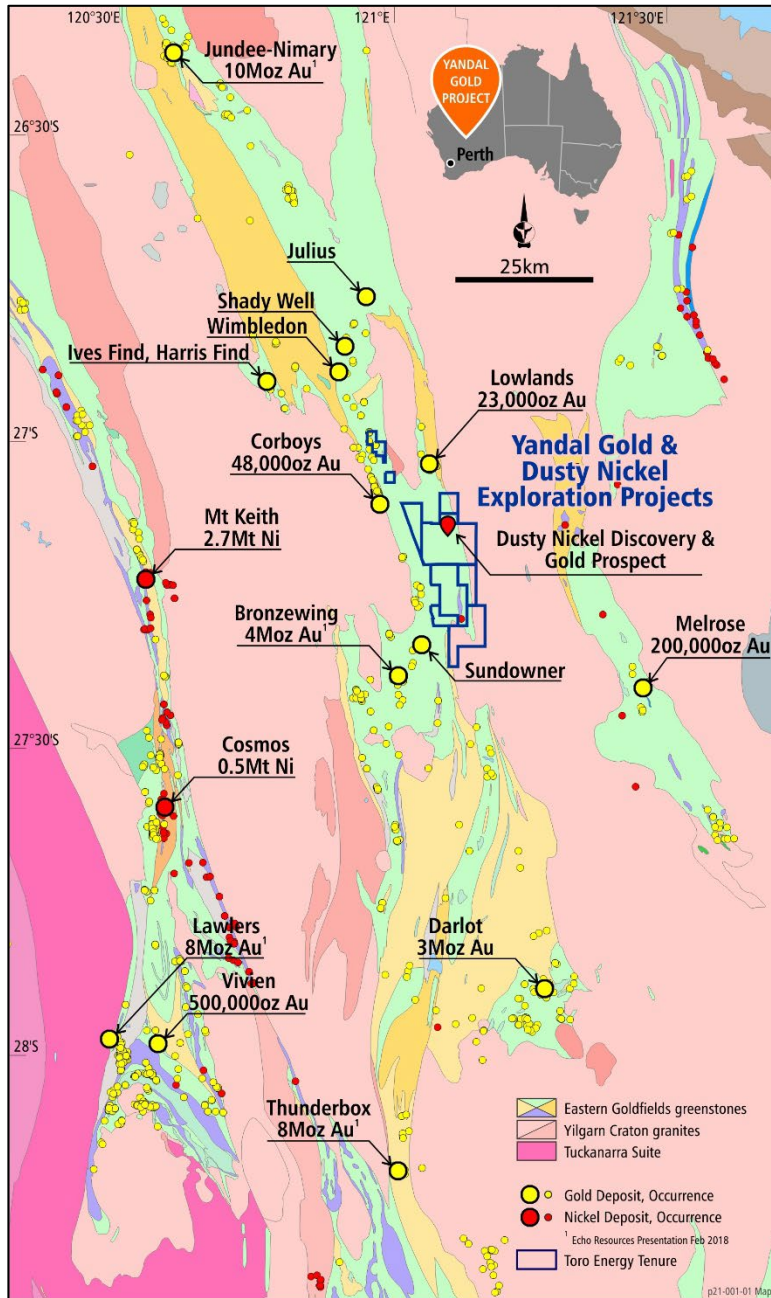 120°30'E
121°E
121°30'E
Jundee-Nimary
10Moz Au¹
YANDAL
GOLD
PROJECT
Perth
26°30'S
25km
Julius
Shady Well
Wimbledon
Ives Find, Harris Find
Lowlands
23,000oz Au
27°S
Corboys
48,000oz Au
Yandal Gold &
Dusty Nickel
Exploration Projects
Mt Keith
2.7Mt Ni
Dusty Nickel Discovery &
Gold Prospect
Bronzewing
4Moz Au¹
Sundowner
Melrose
200,000oz Au
27°30'S
Cosmos
0.5Mt Ni
Lawlers
8Moz Au¹
Vivien
500,000oz Au
Darlot
3Moz Au
28°S
Thunderbox
8Moz Au¹
Eastern Goldfields greenstones
Yilgarn Craton granites
Tuckanarra Suite
Gold Deposit, Occurrence
Nickel Deposit, Occurrence
¹ Echo Resources Presentation Feb 2018
Toro Energy Tenure
p21-001-01 Map